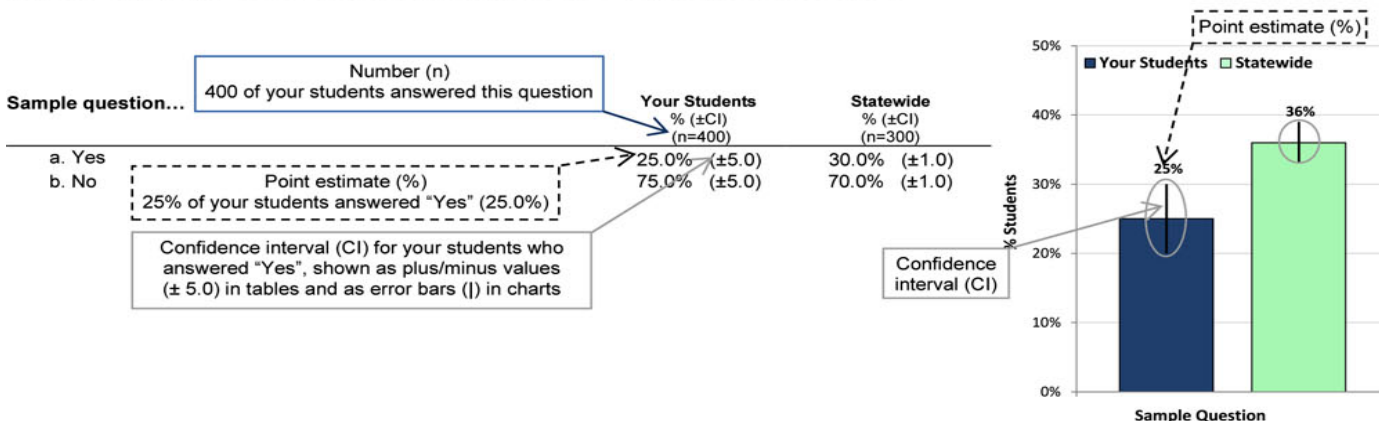 Point estimate (%)
Number (n)
400 of your students answered this question
Sample question…
Your Students
% (±CI)
(n=400)
Statewide
% (±CI)
(n=300)
a. Yes
25.0% (±5.0)
30.0% (±1.0)
b. No
75.0% (±5.0)
70.0% (±1.0)
Point estimate (%)
25% of your students answered “Yes” (25.0%)
Confidence interval (CI) for your students who
answered “Yes”, shown as plus/minus values
(± 5.0) in tables and as error bars (|) in charts
Your Students
Statewide
50%
40%
30%
20%
10%
0%
% Students
25%
36%
Confidence
interval (CI)
Sample Question